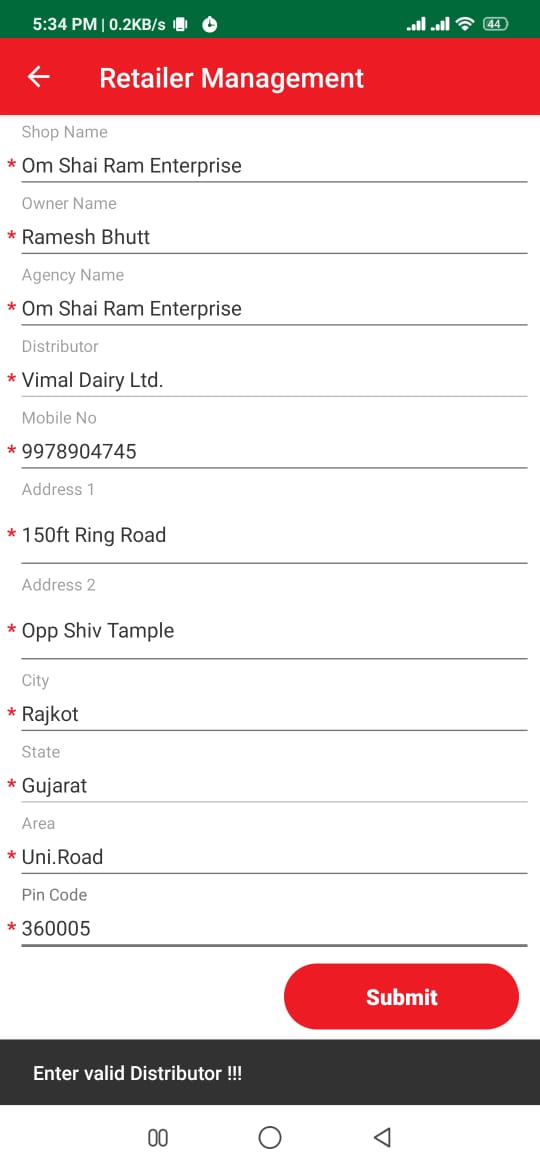 5:34 PM | 0.2KB/s
44
Retailer Management
Shop Name
* Om Shai Ram Enterprise
Owner Name
* Ramesh Bhutt
Agency Name
* Om Shai Ram Enterprise
Distributor
* Vimal Dairy Ltd.
Mobile No
* 9978904745
Address 1
* 150ft Ring Road
Address 2
* Opp Shiv Tample
City
* Rajkot
State
* Gujarat
Area
* Uni.Road
Pin Code
* 360005
Submit
Enter valid Distributor !!!